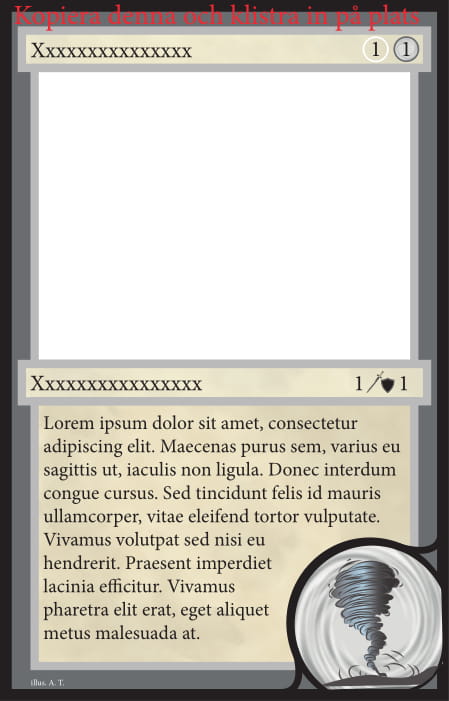 Kopiera denna och klistra in på plats
Xxxxxxxxxxxxxxx 1 1
Xxxxxxxxxxxxxxxx 1 1
Lorem ipsum dolor sit amet, consectetur
adipiscing elit. Maecenas purus sem, varius eu
sagittis ut, iaculis non ligula. Donec interdum
congue cursus. Sed tincidunt felis id mauris
ullamcorper, vitae eleifend tortor vulputate.
Vivamus volutpat sed nisi eu
hendrerit. Praesent imperdiet
lacinia efficitur. Vivamus
pharetra elit erat, eget aliquet
metus malesuada at.
illus. A. T.